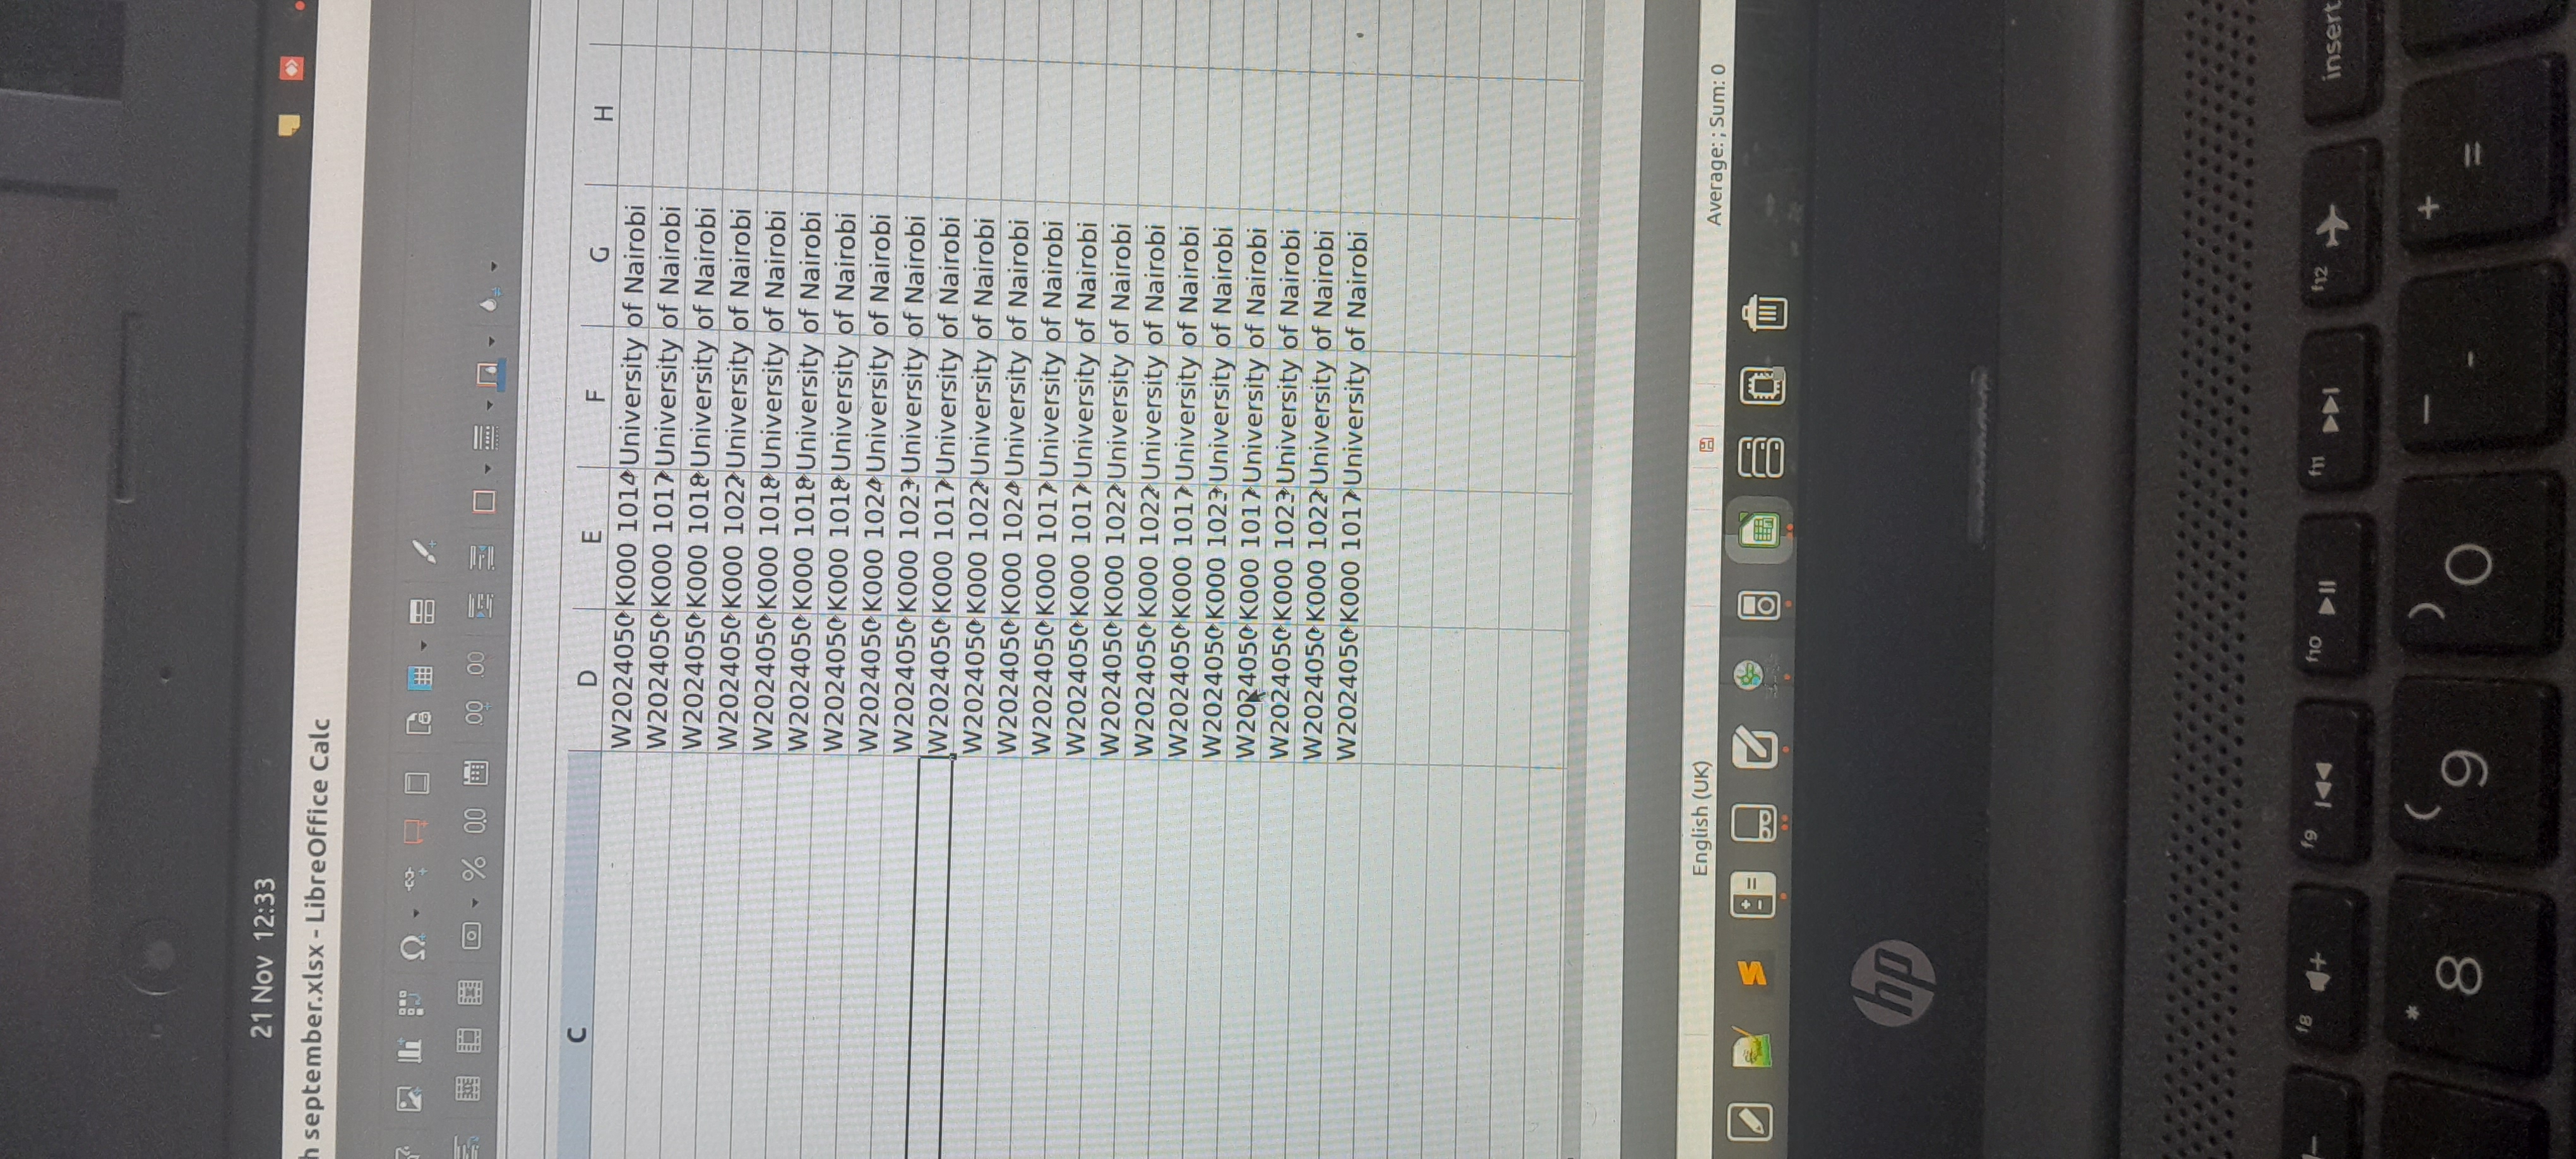 21 Nov 12:33
h september.xlsx - LibreOffice Calc
C D E F G H
W2024050 K000 1014 University of Nairobi
W2024050 K000 1017 University of Nairobi
W2024050 K000 1018 University of Nairobi
W2024050 K000 1022 University of Nairobi
W2024050 K000 1018 University of Nairobi
W2024050 K000 1018 University of Nairobi
W2024050 K000 1018 University of Nairobi
W2024050 K000 1024 University of Nairobi
W2024050 K000 1023 University of Nairobi
W2024050 K000 1017 University of Nairobi
W2024050 K000 1022 University of Nairobi
W2024050 K000 1024 University of Nairobi
W2024050 K000 1017 University of Nairobi
W2024050 K000 1017 University of Nairobi
W2024050 K000 1022 University of Nairobi
W2024050 K000 1022 University of Nairobi
W2024050 K000 1017 University of Nairobi
W2024050 K000 1023 University of Nairobi
W2024050 K000 1017 University of Nairobi
W2024050 K000 1023 University of Nairobi
W2024050 K000 1022 University of Nairobi
W2024050 K000 1017 University of Nairobi
English (UK) Average: ; Sum: 0
hp
f8 f9 f10 f11 f12 insert
* ( ) — +
8 9 0 - =